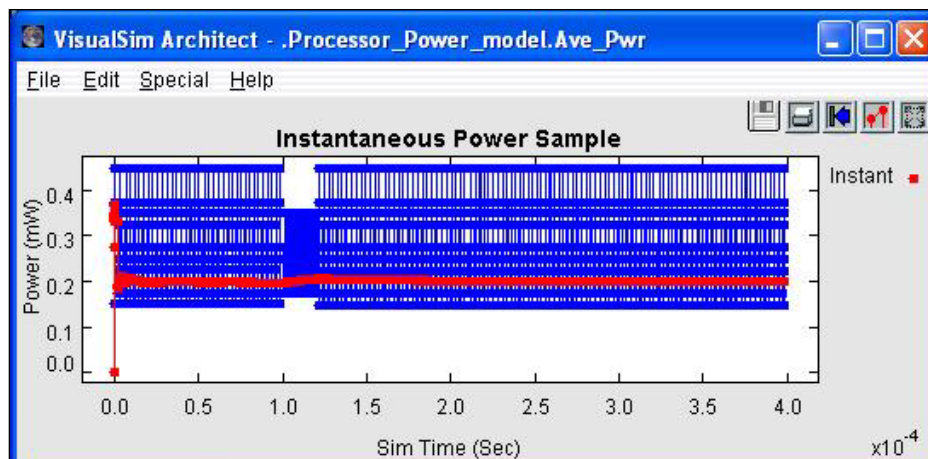 VisualSim Architect - .Processor_Power_model.Ave_Pwr
File Edit Special Help
Instantaneous Power Sample
Instant
Power (mW)
0.4
0.3
0.2
0.1
0.0
0.0 0.5 1.0 1.5 2.0 2.5 3.0 3.5 4.0
Sim Time (Sec)
x10-4